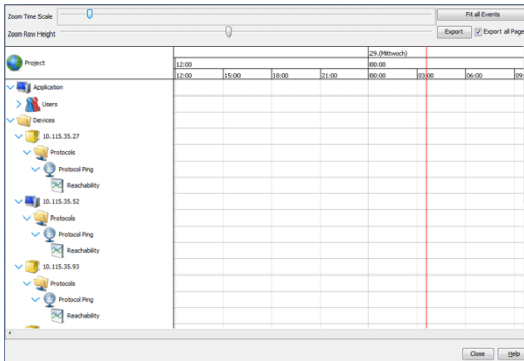 Zoom Time Scale
Fit all Events
Zoom Row Height
Export
Export all Page
Project
29.(Mittwoch)
12:00
00:00
12:00
15:00
18:00
21:00
00:00
03:00
06:00
09:
Application
Users
Devices
10.115.35.27
Protocols
Protocol Ping
Reachability
10.115.35.52
Protocols
Protocol Ping
Reachability
10.115.35.93
Protocols
Protocol Ping
Reachability
Close
Help